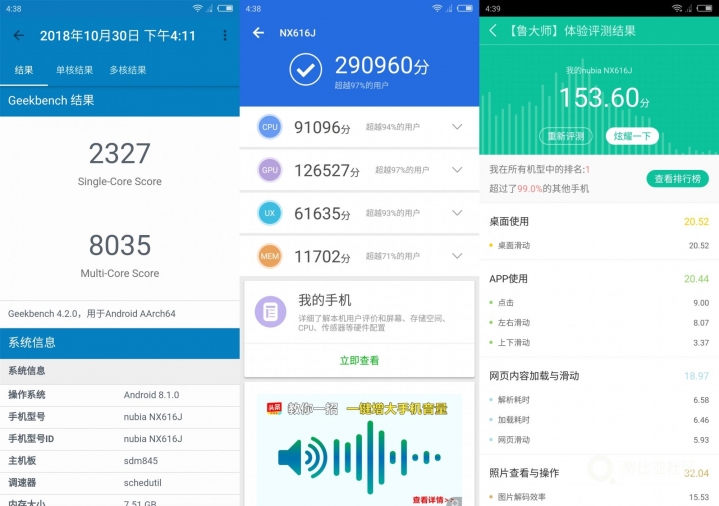 4:38
2018年10月30日 下午4:11
结果
单核结果
多核结果
Geekbench 结果
2327
Single-Core Score
8035
Multi-Core Score
Geekbench 4.2.0，用于Android AArch64
系统信息
系统信息
操作系统 Android 8.1.0
手机型号 nubia NX616J
手机型号ID nubia NX616J
主机板 sdm845
调速器 schedutil
内存大小 7.51 GB
4:38
NX616J
290960分
超越97%的用户
CPU 91096分 超越94%的用户
GPU 126527分 超越97%的用户
UX 61635分 超越93%的用户
MEM 11702分 超越71%的用户
我的手机
详细了解本机用户评价和屏幕、存储空间、
CPU、传感器等硬件配置
立即查看
头条 教你一招 一键增大手机音量
查看详情>>
4:39
【鲁大师】体验评测结果
我的nubia NX616J
153.60分
重新评测
炫耀一下
我在所有机型中的排名:1
超过了99.0%的其他手机
查看排行榜
桌面使用 20.52
桌面滑动 20.52
APP使用 20.44
点击 9.00
左右滑动 8.07
上下滑动 3.37
网页内容加载与滑动 18.97
解析耗时 6.58
加载耗时 6.46
网页滑动 5.93
照片查看与操作 32.04
图片解码效率 15.53